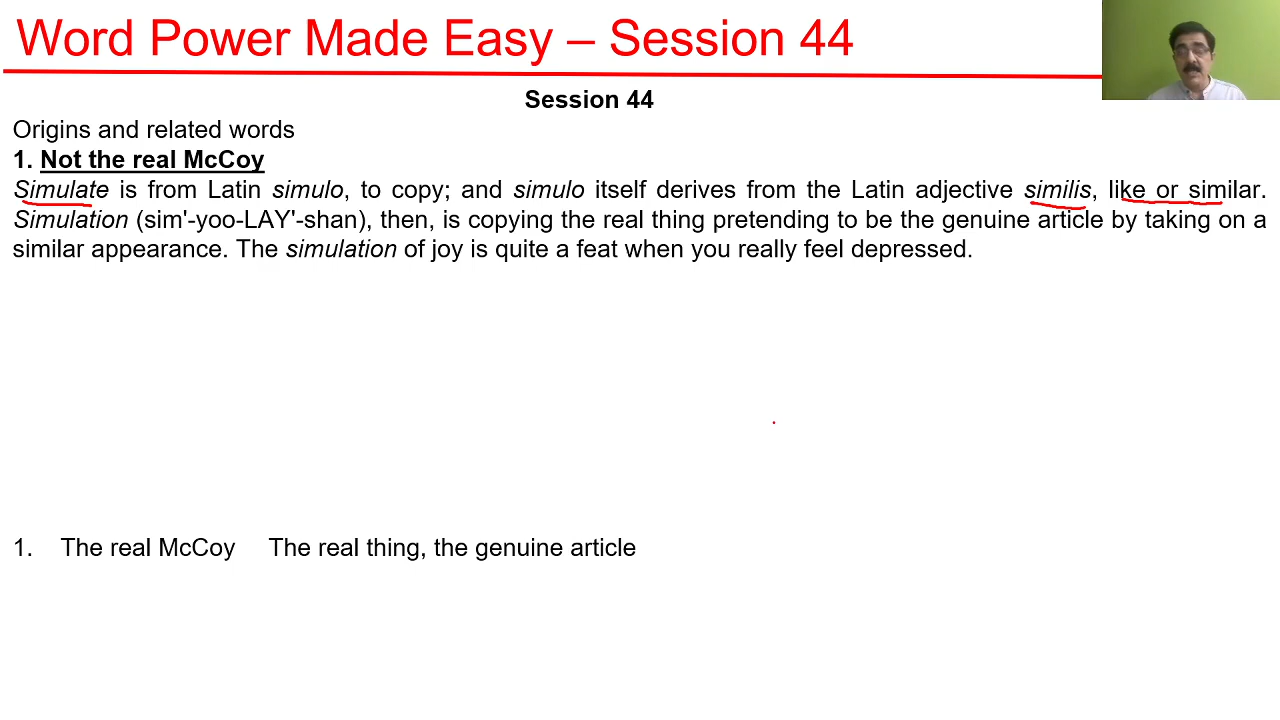 Word Power Made Easy – Session 44
Session 44
Origins and related words
1. Not the real McCoy
Simulate is from Latin simulo, to copy; and simulo itself derives from the Latin adjective similis, like or similar.
Simulation (sim'-yoo-LAY'-shan), then, is copying the real thing pretending to be the genuine article by taking on a
similar appearance. The simulation of joy is quite a feat when you really feel depressed.
1. The real McCoy The real thing, the genuine article